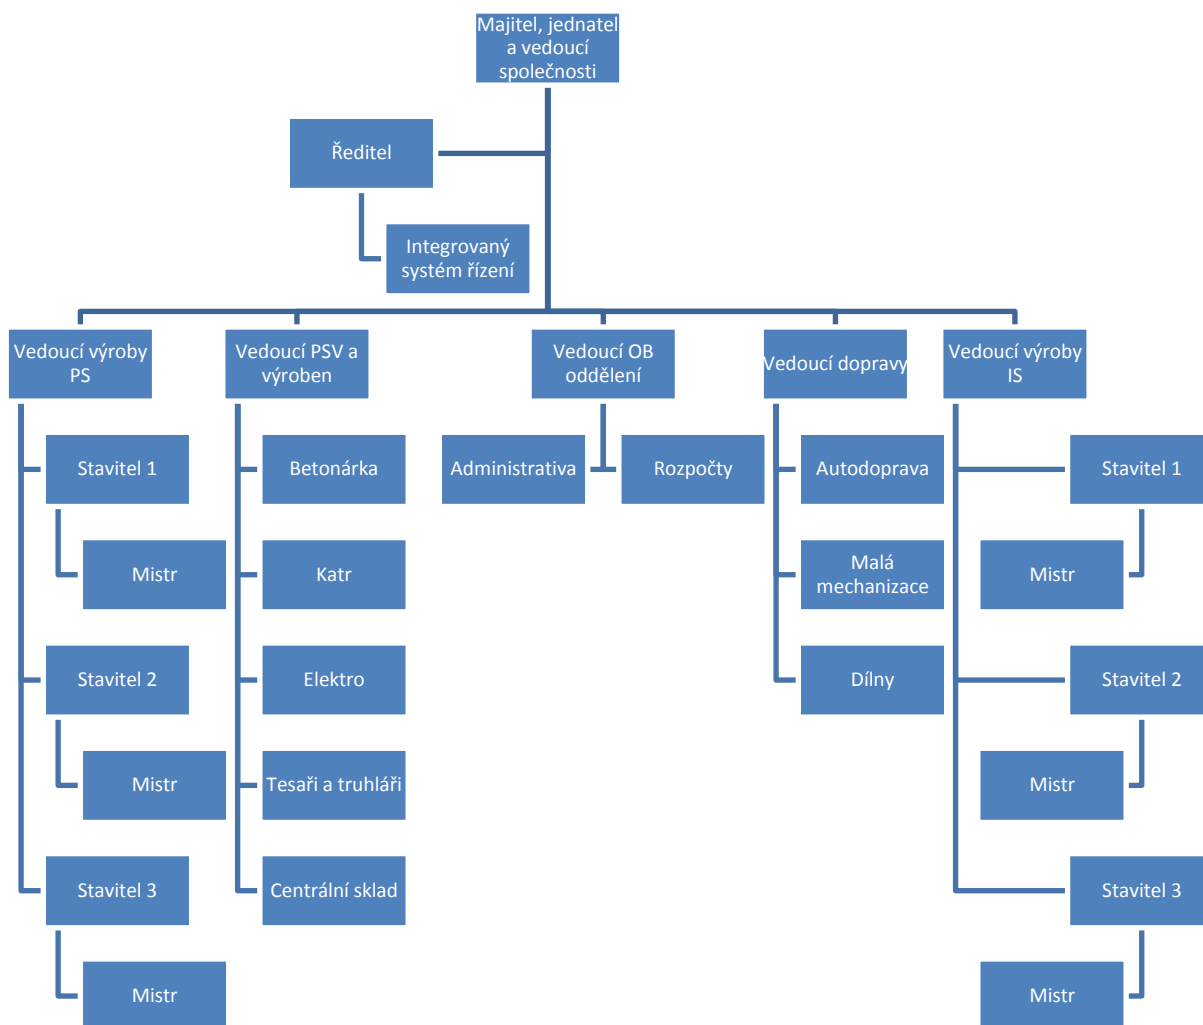 Majitel, jednatel
a vedoucí
společnosti
Ředitel
Integrovaný
systém řízení
Vedoucí výroby
PS
Vedoucí PSV a
výroben
Vedoucí OB
oddělení
Vedoucí dopravy
Vedoucí výroby
IS
Stavitel 1
Betonárka
Administrativa
Rozpočty
Autodoprava
Stavitel 1
Mistr
Katr
Malá
mechanizace
Mistr
Stavitel 2
Elektro
Dílny
Stavitel 2
Mistr
Tesaři a truhláři
Mistr
Stavitel 3
Centrální sklad
Stavitel 3
Mistr
Mistr